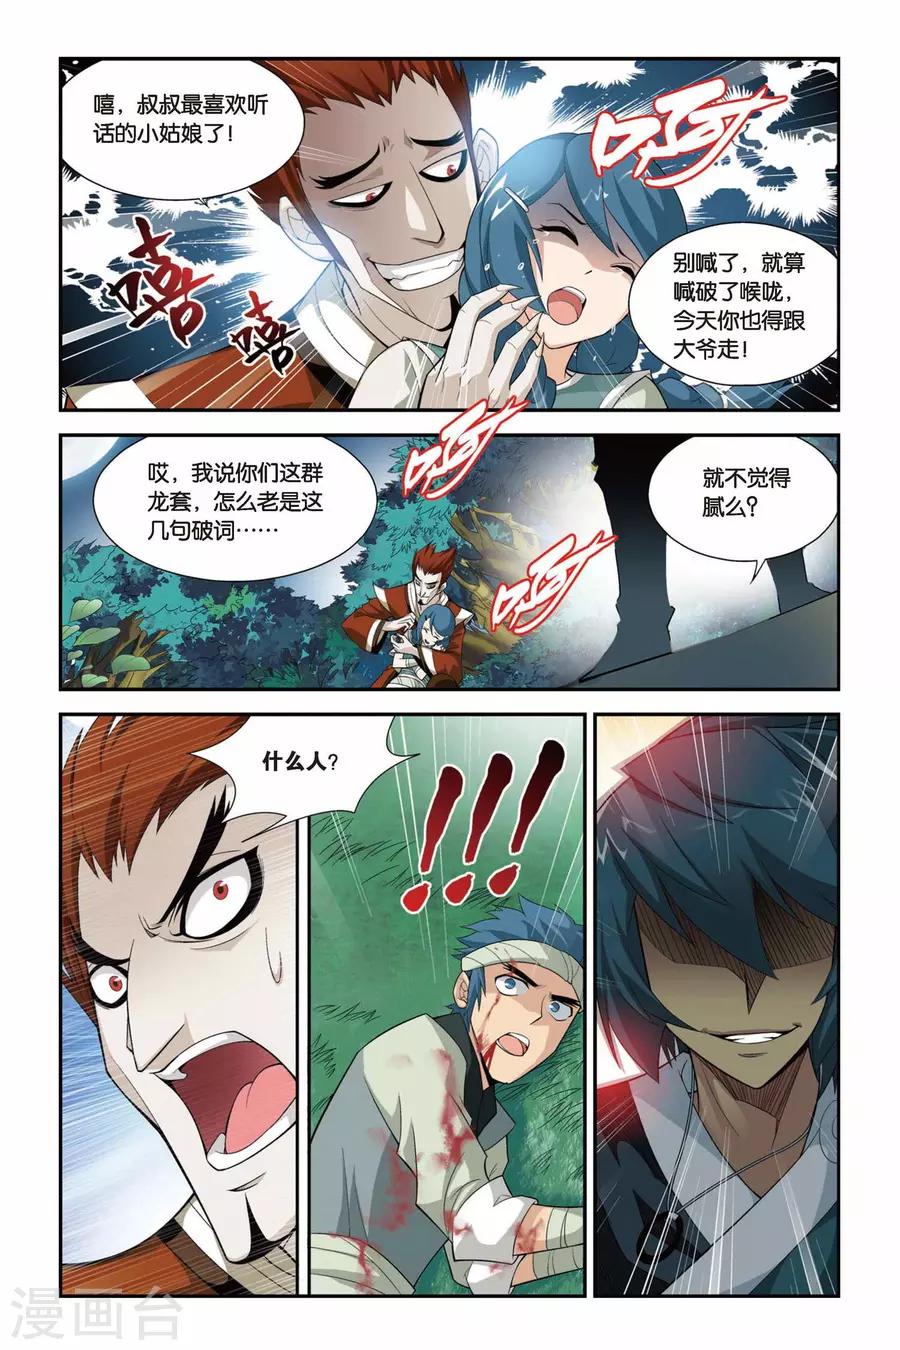 嘻，叔叔最喜欢听
话的小姑娘了！
啊
嘻
嘻
别喊了，就算
喊破了喉咙，
今天你也得跟
大爷走！
啊
哎，我说你们这群
龙套，怎么老是这
几句破词……
啊
就不觉得
腻么？
什么人？
!!!
漫画台